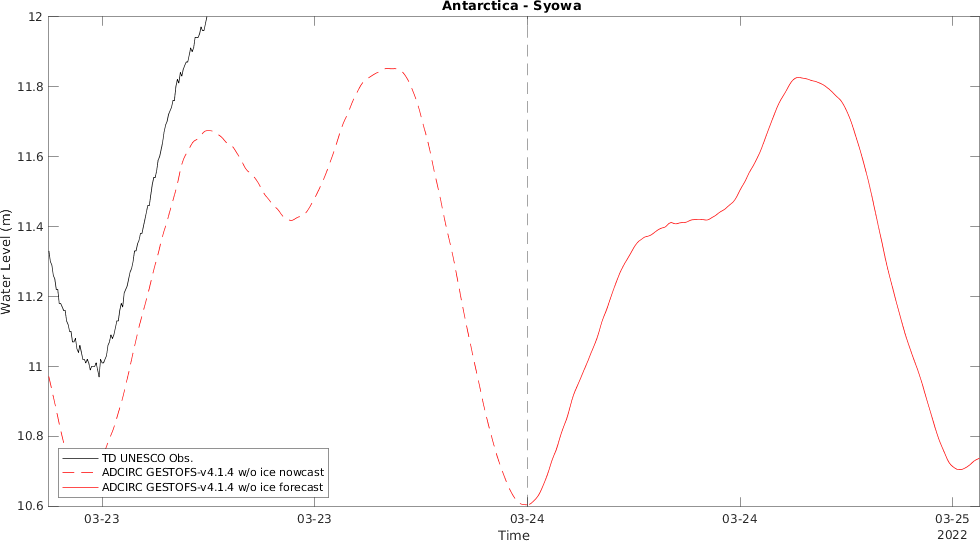 Antarctica - Syowa
12
11.8
11.6
11.4
11.2
11
10.8
10.6
Water Level (m)
TD UNESCO Obs.
ADCIRC GESTOFS-v4.1.4 w/o ice nowcast
ADCIRC GESTOFS-v4.1.4 w/o ice forecast
03-23 03-23 03-24 03-24 03-25
Time 2022